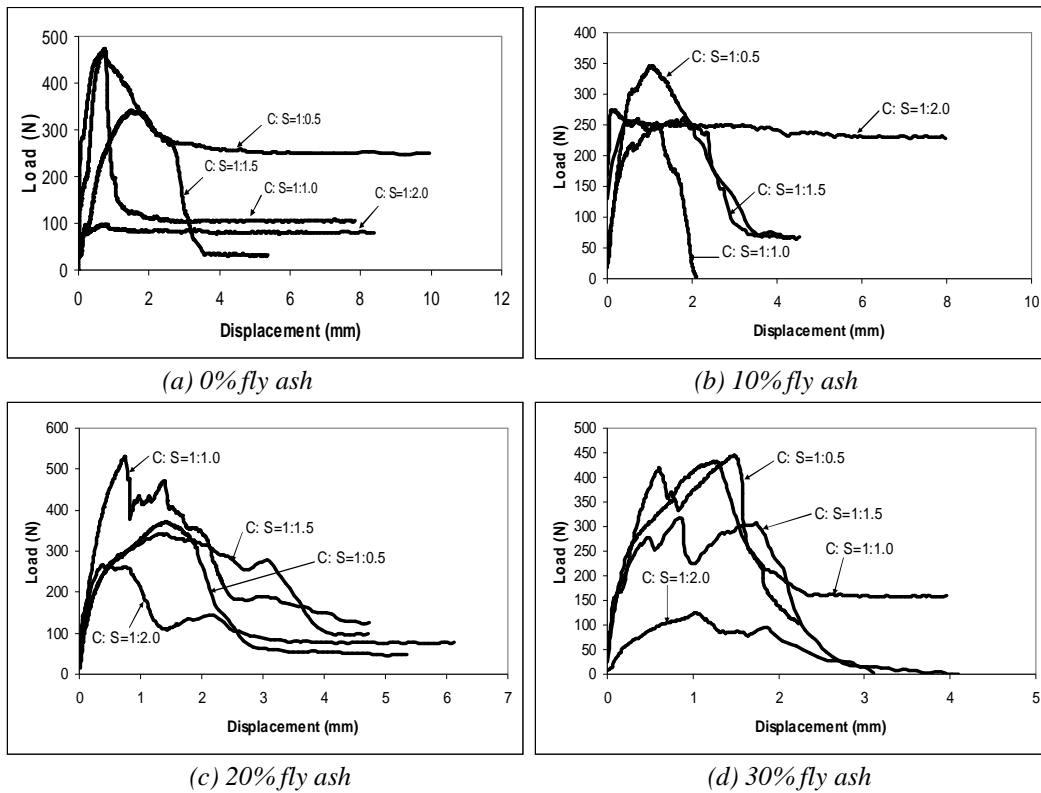 500
400
300
200
100
0
Load (N)
C: S=1:0.5
C: S=1:1.5
C: S=1:1.0
C: S=1:2.0
0 2 4 6 8 10 12
Displacement (mm)
(a) 0% fly ash
400
350
300
250
200
150
100
50
0
Load (N)
C: S=1:0.5
C: S=1:2.0
C: S=1:1.5
C: S=1:1.0
0 2 4 6 8 10
Displacement (mm)
(b) 10% fly ash
600
500
400
300
200
100
0
Load (N)
C: S=1:1.0
C: S=1:1.5
C: S=1:0.5
C: S=1:2.0
0 1 2 3 4 5 6 7
Displacement (mm)
(c) 20% fly ash
500
450
400
350
300
250
200
150
100
50
0
Load (N)
C: S=1:0.5
C: S=1:1.5
C: S=1:1.0
C: S=1:2.0
0 1 2 3 4 5
Displacement (mm)
(d) 30% fly ash